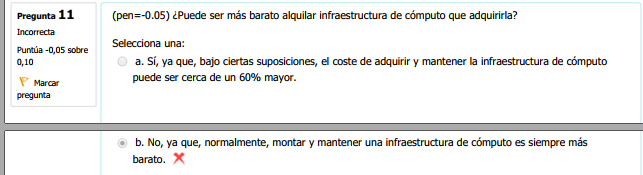 Pregunta 11
Incorrecta
Puntúa -0,05 sobre
0,10
Marcar
pregunta
(pen=-0.05) ¿Puede ser más barato alquilar infraestructura de cómputo que adquirirla?
Selecciona una:
a. Sí, ya que, bajo ciertas suposiciones, el coste de adquirir y mantener la infraestructura de cómputo
puede ser cerca de un 60% mayor.
b. No, ya que, normalmente, montar y mantener una infraestructura de cómputo es siempre más
barato.